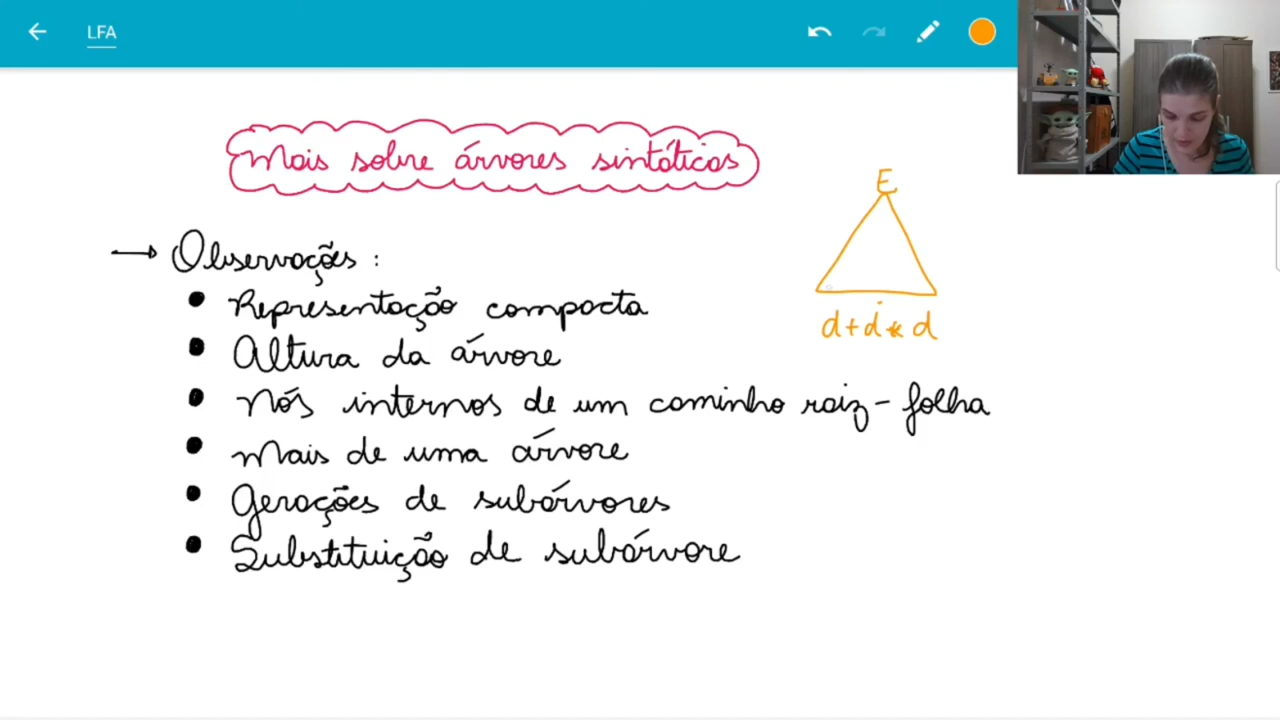 LFA
Mais sobre árvores sintáticas
→ Observações:
• Representação compacta
• Altura da árvore
• Nós internos de um caminho raiz-folha
• Mais de uma árvore
• Gerações de subárvores
• Substituição de subárvore
E
d+d*d